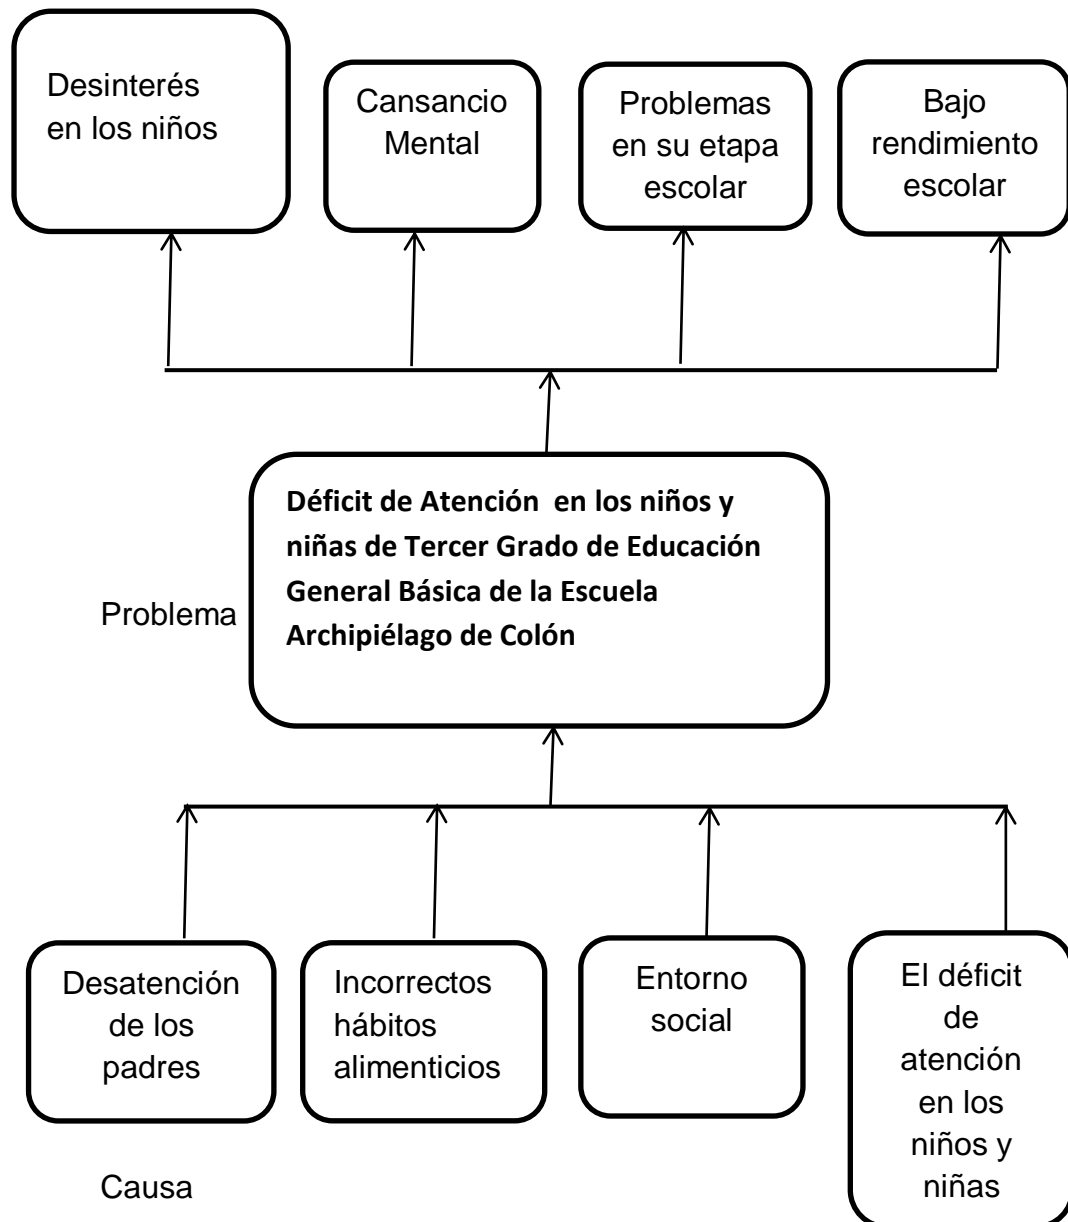 Desinterés
en los niños
Cansancio
Mental
Problemas
en su etapa
escolar
Bajo
rendimiento
escolar
Problema
Déficit de Atención  en los niños y
niñas de Tercer Grado de Educación
General Básica de la Escuela
Archipiélago de Colón
Desatención
de los
padres
Incorrectos
hábitos
alimenticios
Entorno
social
El déficit
de
atención
en los
niños y
niñas
Causa